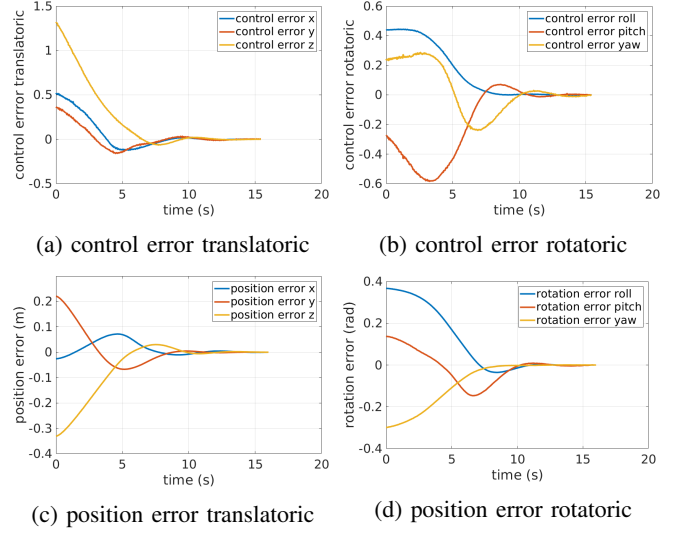 control error x
control error y
control error z
1.5
1
0.5
0
-0.5
0
5
10
15
20
control error translatoric
time (s)
(a) control error translatoric
control error roll
control error pitch
control error yaw
0.6
0.4
0.2
0
-0.2
-0.4
-0.6
0
5
10
15
20
control errror rotatoric
time (s)
(b) control error rotatoric
position error x
position error y
position error z
0.2
0.1
0
-0.1
-0.2
-0.3
-0.4
0
5
10
15
20
position error (m)
time (s)
(c) position error translatoric
rotation error roll
rotation error pitch
rotation error yaw
0.4
0.2
0
-0.2
-0.4
0
5
10
15
20
rotation error (rad)
time (s)
(d) position error rotatoric